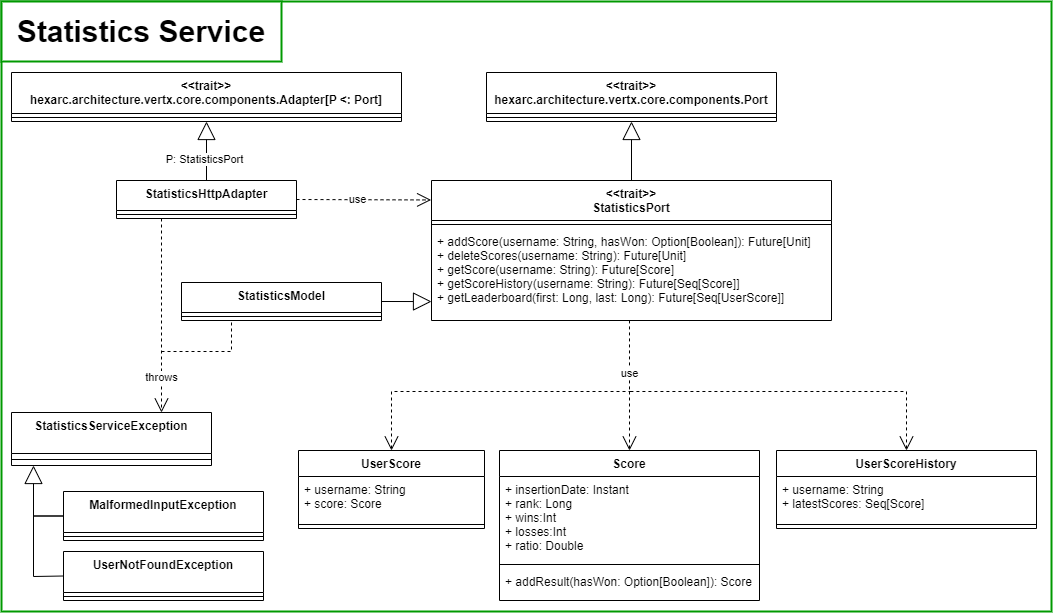 Statistics Service
<<trait>>
hexarc.architecture.vertx.core.components.Adapter[P <: Port]
<<trait>>
hexarc.architecture.vertx.core.components.Port
P: StatisticsPort
StatisticsHttpAdapter
use
<<trait>>
StatisticsPort
+ addScore(username: String, hasWon: Option[Boolean]): Future[Unit]
+ deleteScores(username: String): Future[Unit]
+ getScore(username: String): Future[Score]
+ getScoreHistory(username: String): Future[Seq[Score]]
+ getLeaderboard(first: Long, last: Long): Future[Seq[UserScore]]
StatisticsModel
throws
use
StatisticsServiceException
MalformedInputException
UserNotFoundException
UserScore
+ username: String
+ score: Score
Score
+ insertionDate: Instant
+ rank: Long
+ wins:Int
+ losses:Int
+ ratio: Double
+ addResult(hasWon: Option[Boolean]): Score
UserScoreHistory
+ username: String
+ latestScores: Seq[Score]